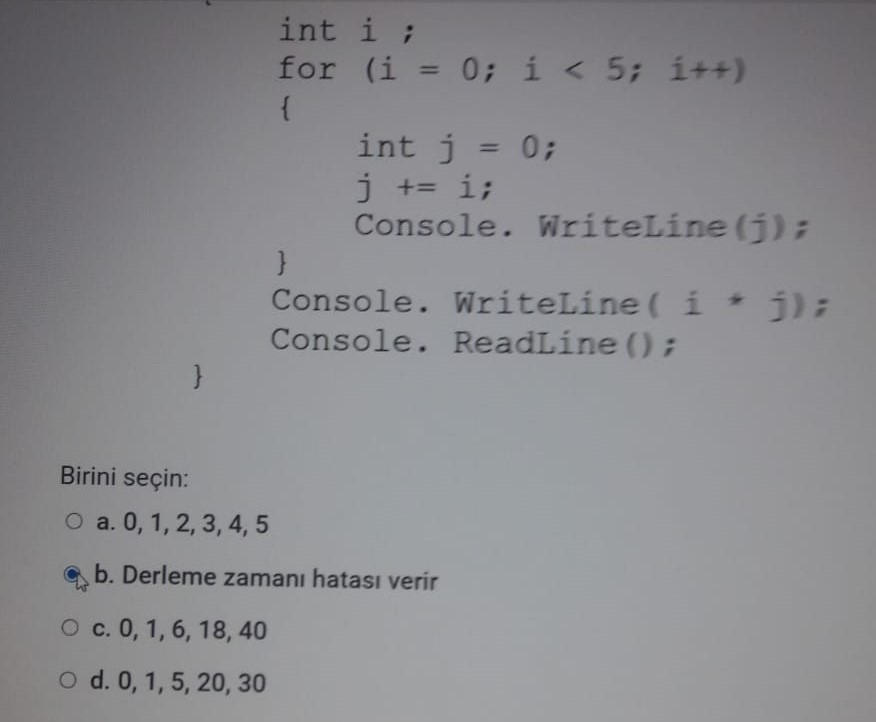 int i ;
for (i = 0; i < 5; i++)
{
int j = 0;
j += i;
Console. WriteLine(j);
}
Console. WriteLine( i * j);
Console. ReadLine();
}
Birini seçin:
a. 0, 1, 2, 3, 4, 5
b. Derleme zamanı hatası verir
c. 0, 1, 6, 18, 40
d. 0, 1, 5, 20, 30